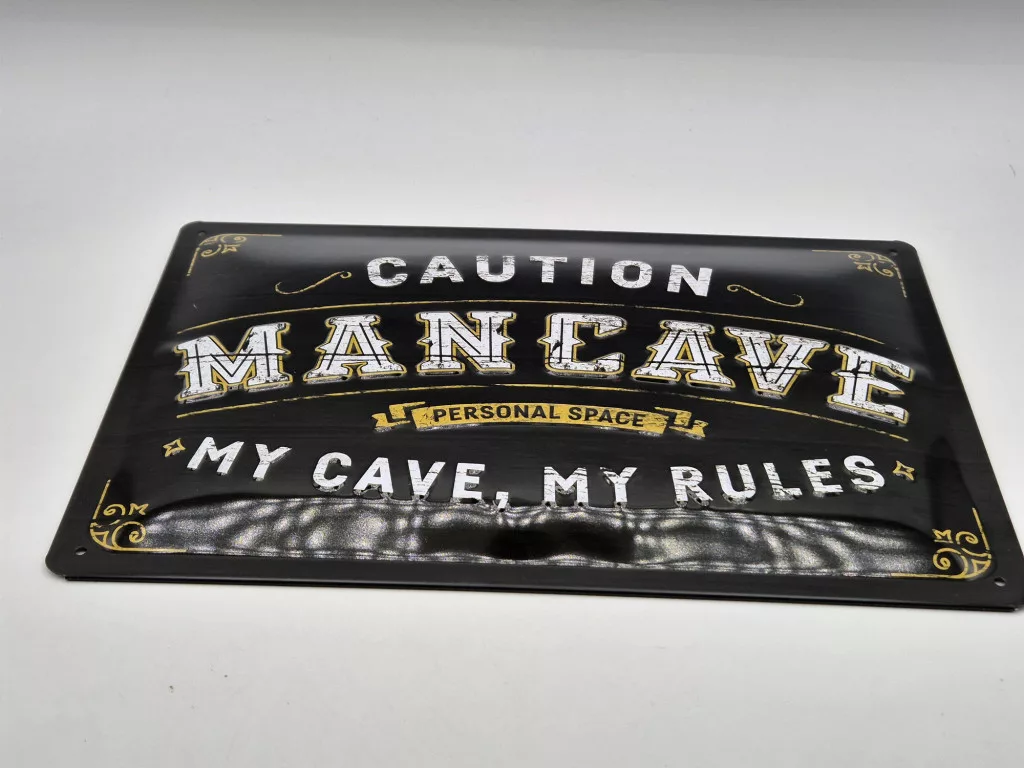 CAUTION
MANCAVE
PERSONAL SPACE
MY CAVE, MY RULES